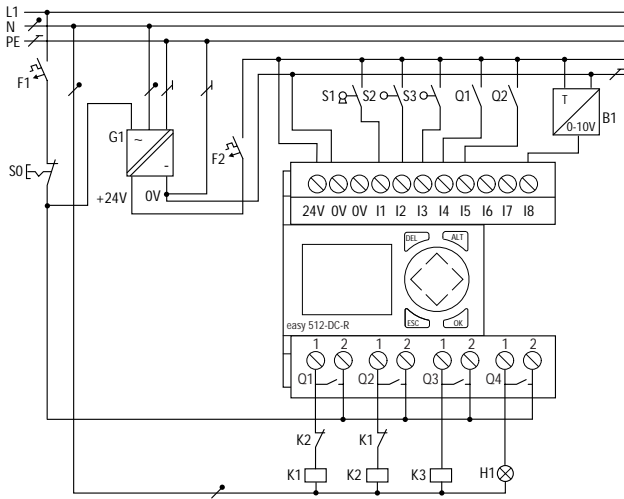 L1
N
PE
F1
S1 S2 S3 Q1 Q2 T B1
0-10V
G1 ~
F2
S0
-
+24V 0V
24V 0V 0V I1 I2 I3 I4 I5 I6 I7 I8
DEL ALT
easy 512-DC-R ESC OK
1 2 1 2 1 2 1 2
Q1 Q2 Q3 Q4
K2 K1
K1 K2 K3 H1